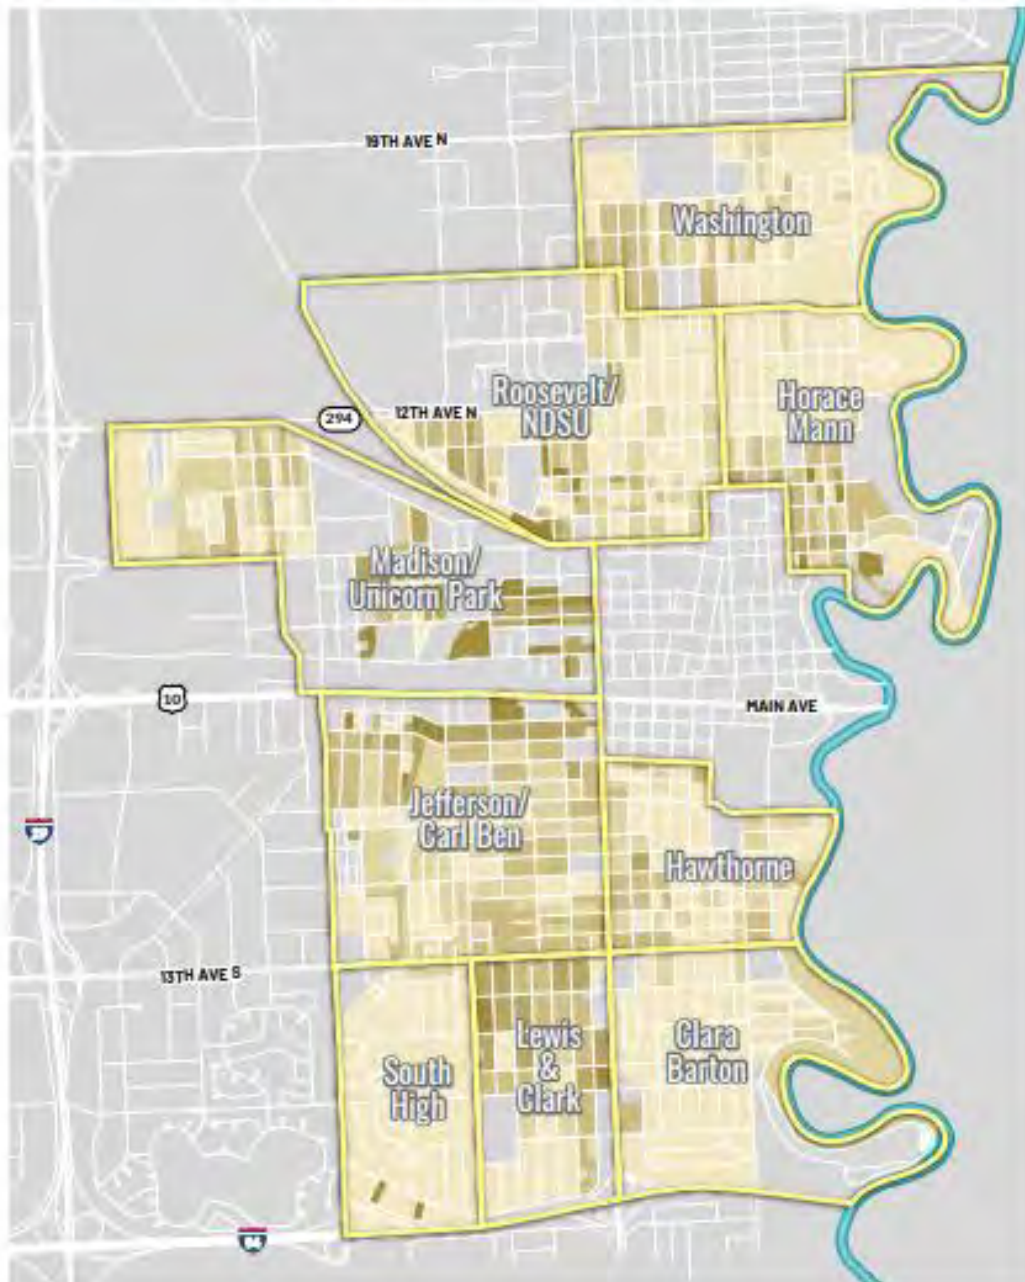 19TH AVE N
Washington
Roosevelt/
NDSU
12TH AVE N
294
Horace
Mann
Madison/
Unicorn Park
10
MAIN AVE
Jefferson/
Carl Ben
Hawthorne
13TH AVE S
Lewis
&
Clark
Clara
Barton
South
High